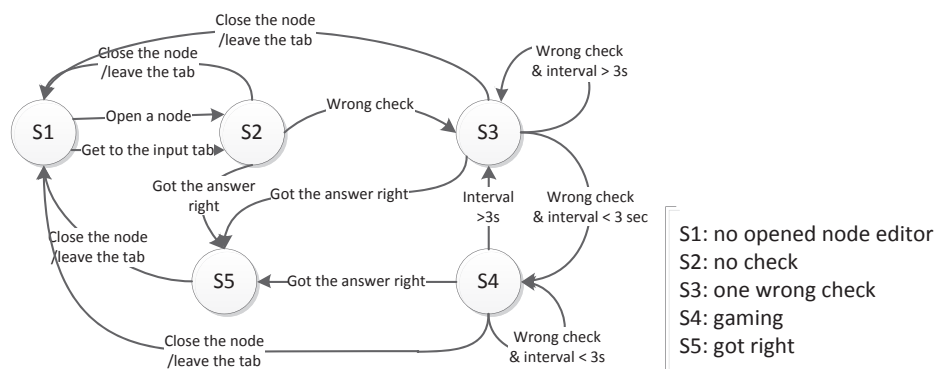 Close the node
/leave the tab
Close the node
/leave the tab
Wrong check
& interval > 3s
Open a node
Wrong check
S1
S2
S3
Get to the input tab
Got the answer
right
Got the answer right
Interval
>3s
Wrong check
& interval < 3 sec
Close the node
/leave the tab
S5
Got the answer right
S4
Close the node
/leave the tab
Wrong check
& interval < 3s
S1: no opened node editor
S2: no check
S3: one wrong check
S4: gaming
S5: got right